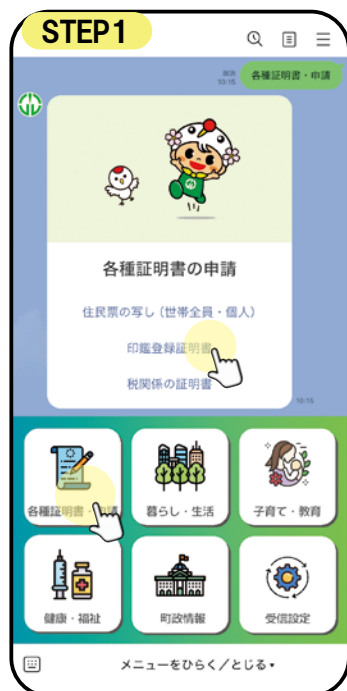 STEP1
既読
10:15
各種証明書・申請
各種証明書の申請
住民票の写し（世帯全員・個人）
印鑑登録証明書
税関係の証明書
10:15
各種証明書・申請
暮らし・生活
子育て・教育
健康・福祉
町政情報
受信設定
メニューをひらく／とじる▾